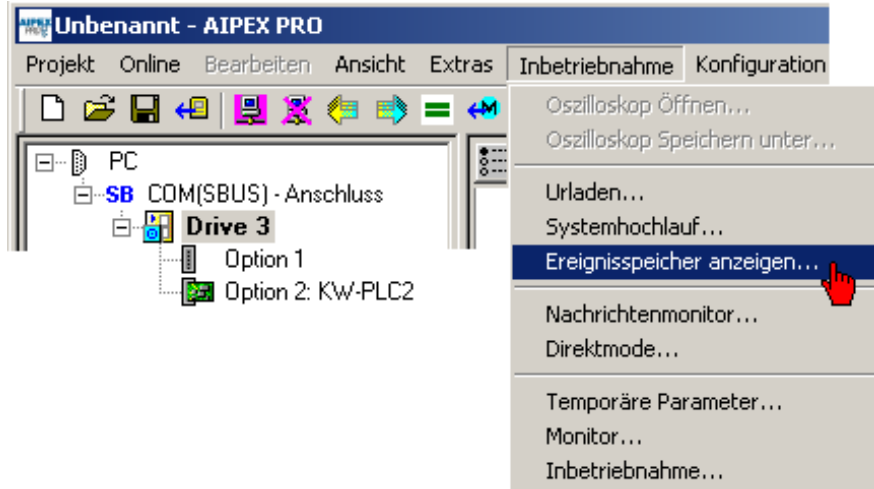 Unbenannt - AIPEX PRO
Projekt Online Bearbeiten Ansicht Extras Inbetriebnahme Konfiguration
Oszilloskop Öffnen...
Oszilloskop Speichern unter...
Urladen...
Systemhochlauf...
Ereignisspeicher anzeigen...
Nachrichtenmonitor...
Direktmode...
Temporäre Parameter...
Monitor...
Inbetriebnahme...
PC
SB COM(SBUS) - Anschluss
Drive 3
Option 1
Option 2: KW-PLC2